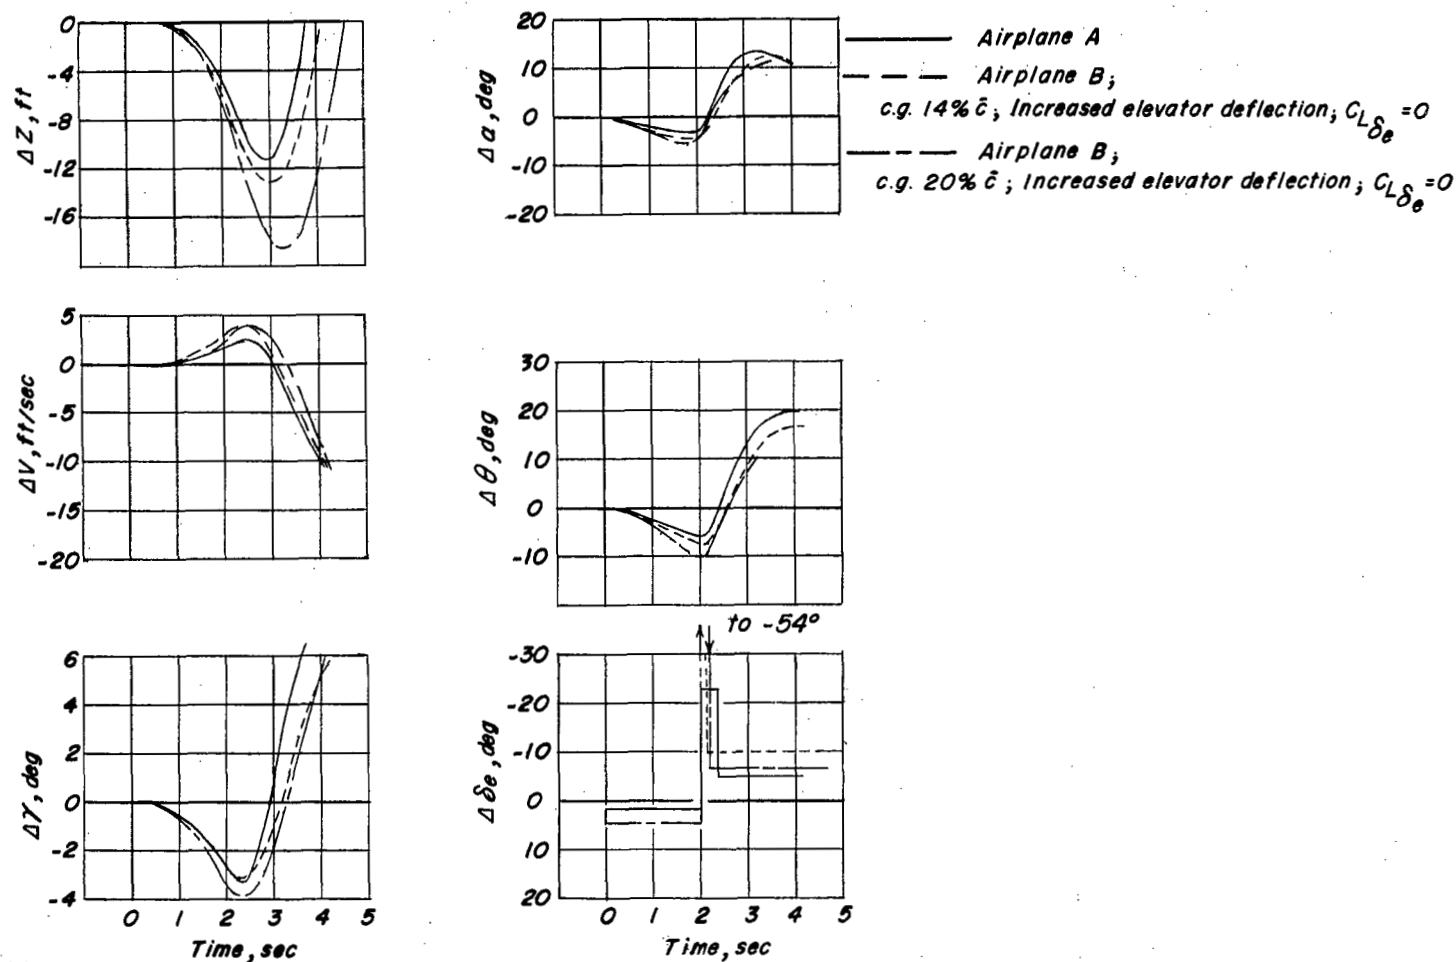 0
-4
-8
-12
-16
ΔZ, ft
5
0
-5
-10
-15
-20
ΔV, ft/sec
6
4
2
0
-2
-4
Δγ, deg
0 1 2 3 4 5
Time, sec
20
10
0
-10
-20
Δα, deg
30
20
10
0
-10
Δθ, deg
to -54°
-30
-20
-10
0
10
20
Δδe, deg
0 1 2 3 4 5
Time, sec
Airplane A
Airplane B;
c.g. 14% c̄; Increased elevator deflection; C_Lδe = 0
Airplane B;
c.g. 20% c̄; Increased elevator deflection; C_Lδe = 0